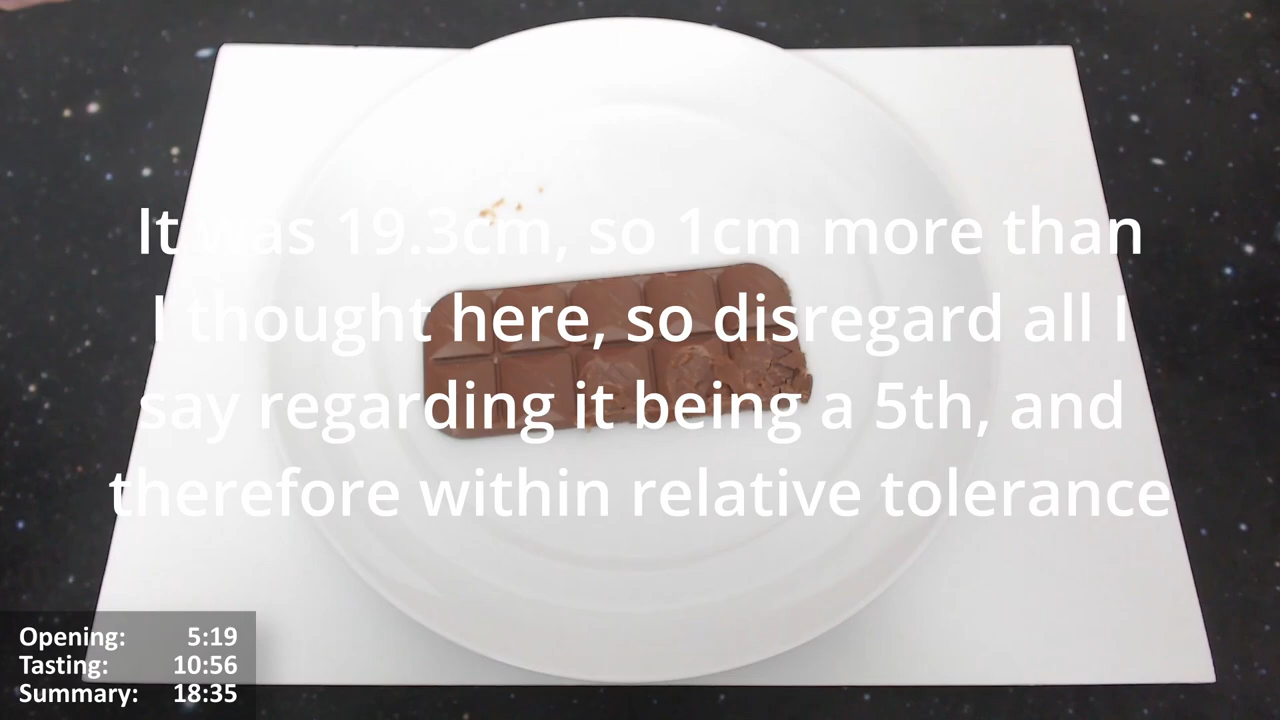 It was 19.3cm, so 1cm more than
I thought here, so disregard all I
say regarding it being a 5th, and
therefore within relative tolerance
Opening: 5:19
Tasting: 10:56
Summary: 18:35